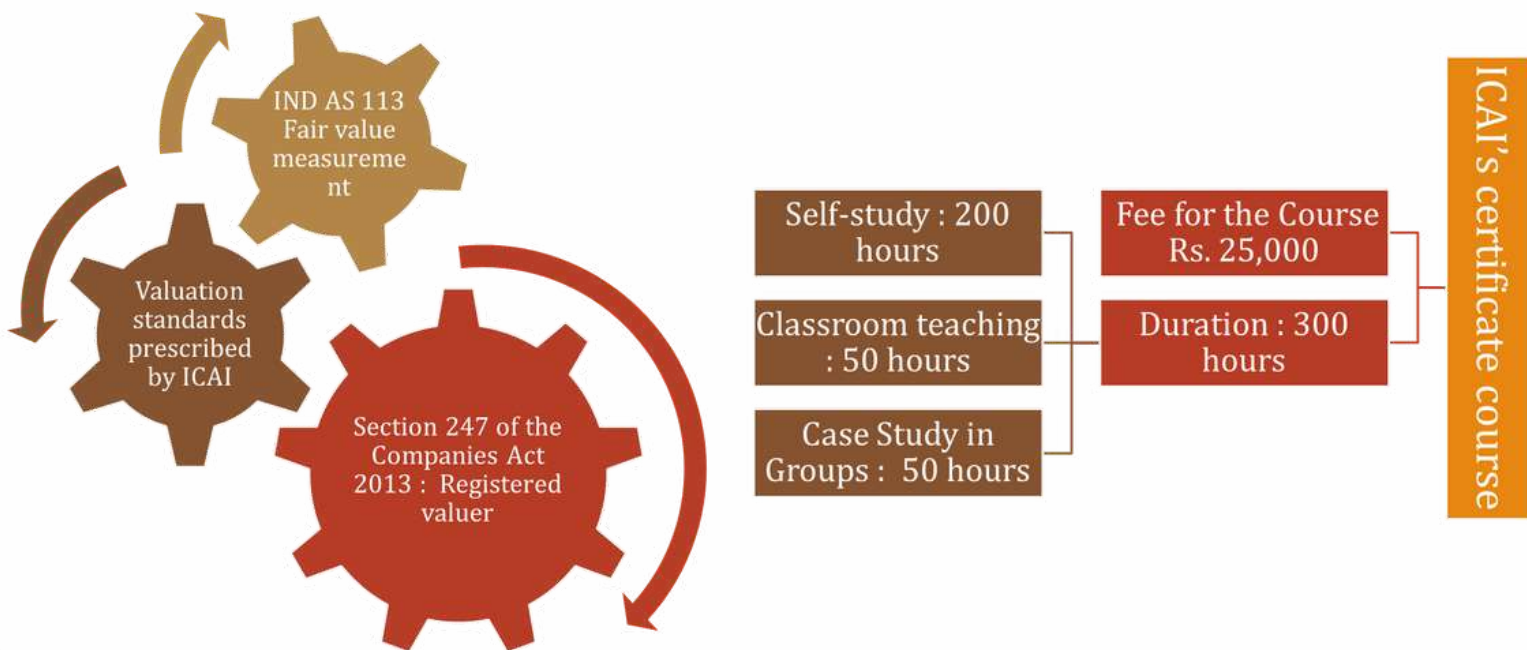 IND AS 113
Fair value
measureme
nt
Valuation
standards
prescribed
by ICAI
Section 247 of the
Companies Act
2013 :  Registered
valuer
Self-study : 200
hours
Classroom teaching
: 50 hours
Case Study in
Groups :  50 hours
Fee for the Course
Rs. 25,000
Duration : 300
hours
ICAI’s certificate course